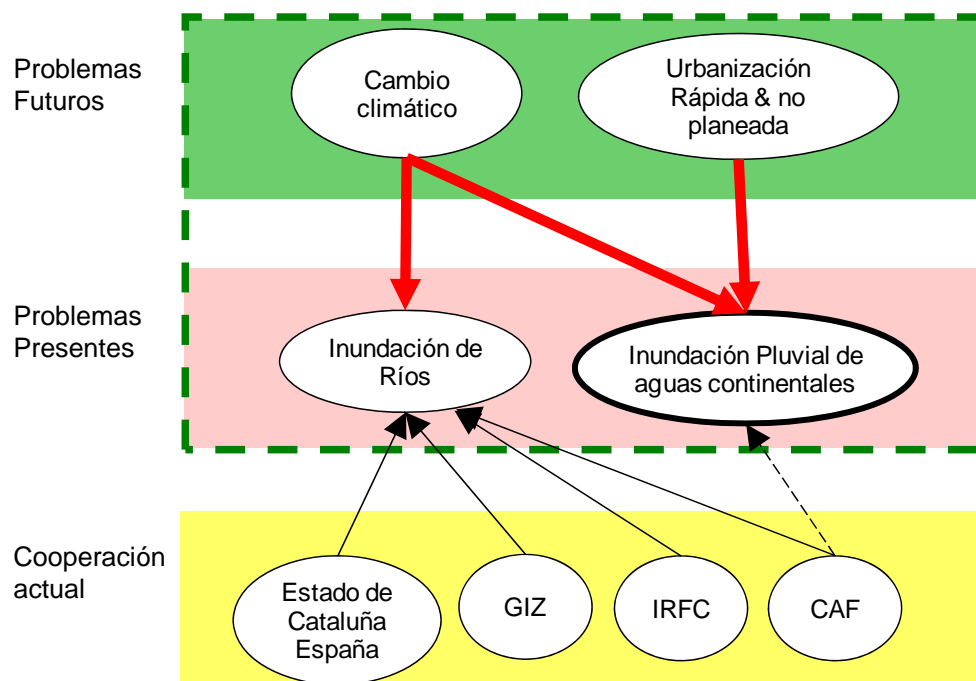 Problemas
Futuros
Cambio
climático
Urbanización
Rápida & no
planeada
Problemas
Presentes
Inundación de
Ríos
Inundación Pluvial de
aguas continentales
Cooperación
actual
Estado de
Cataluña
España
GIZ
IRFC
CAF